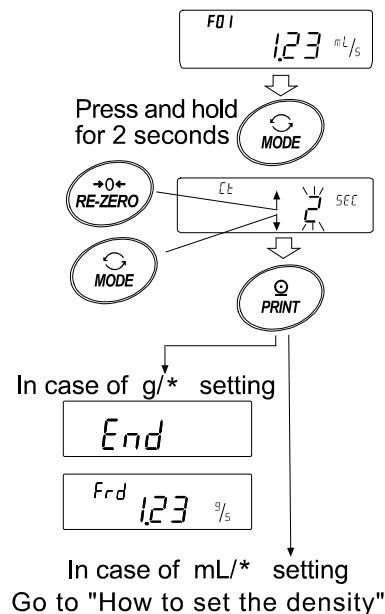 F01
1.23 mL/s
Press and hold
for 2 seconds
MODE
→0←
RE-ZERO
Ct 2 SEC
MODE
PRINT
In case of g/* setting
End
Frd
1.23 g/s
In case of mL/* setting
Go to "How to set the density"